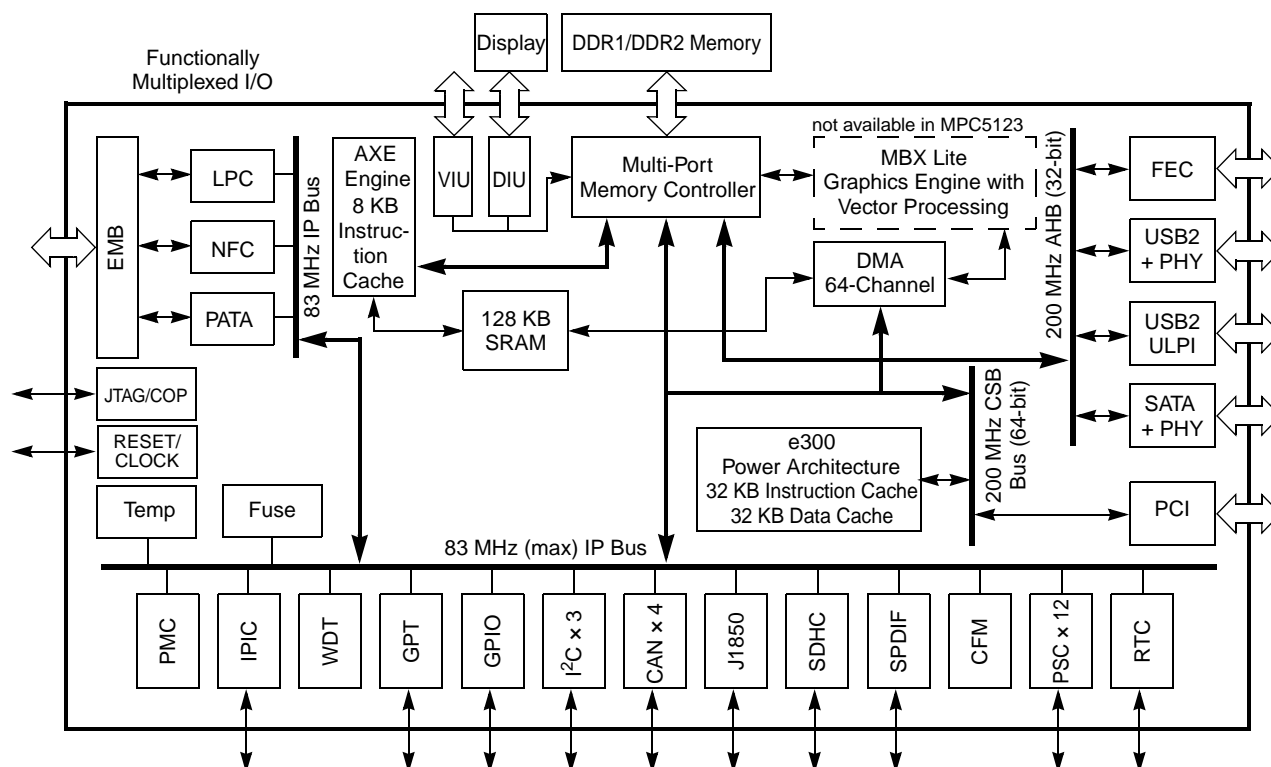 Functionally
Multiplexed I/O
Display
DDR1/DDR2 Memory
EMB
LPC
NFC
PATA
83 MHz IP Bus
AXE
Engine
8 KB
Instruc-
tion
Cache
VIU
DIU
Multi-Port
Memory Controller
not available in MPC5123
MBX Lite
Graphics Engine with
Vector Processing
128 KB
SRAM
DMA
64-Channel
200 MHz AHB (32-bit)
FEC
USB2
+ PHY
USB2
ULPI
SATA
+ PHY
JTAG/COP
RESET/
CLOCK
Temp
Fuse
e300
Power Architecture
32 KB Instruction Cache
32 KB Data Cache
200 MHz CSB
Bus (64-bit)
PCI
83 MHz (max) IP Bus
PMC
IPIC
WDT
GPT
GPIO
I²C × 3
CAN × 4
J1850
SDHC
SPDIF
CFM
PSC × 12
RTC